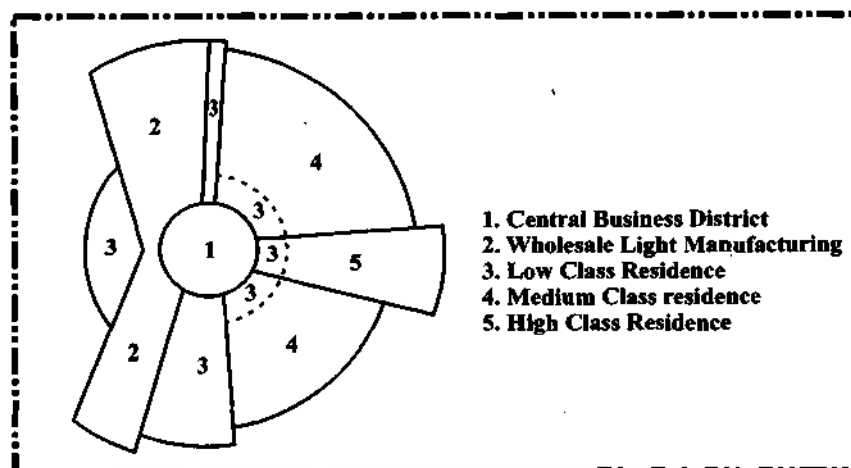 3
2
4
3
3
1
3
5
3
2
3
4
1. Central Business District
2. Wholesale Light Manufacturing
3. Low Class Residence
4. Medium Class residence
5. High Class Residence